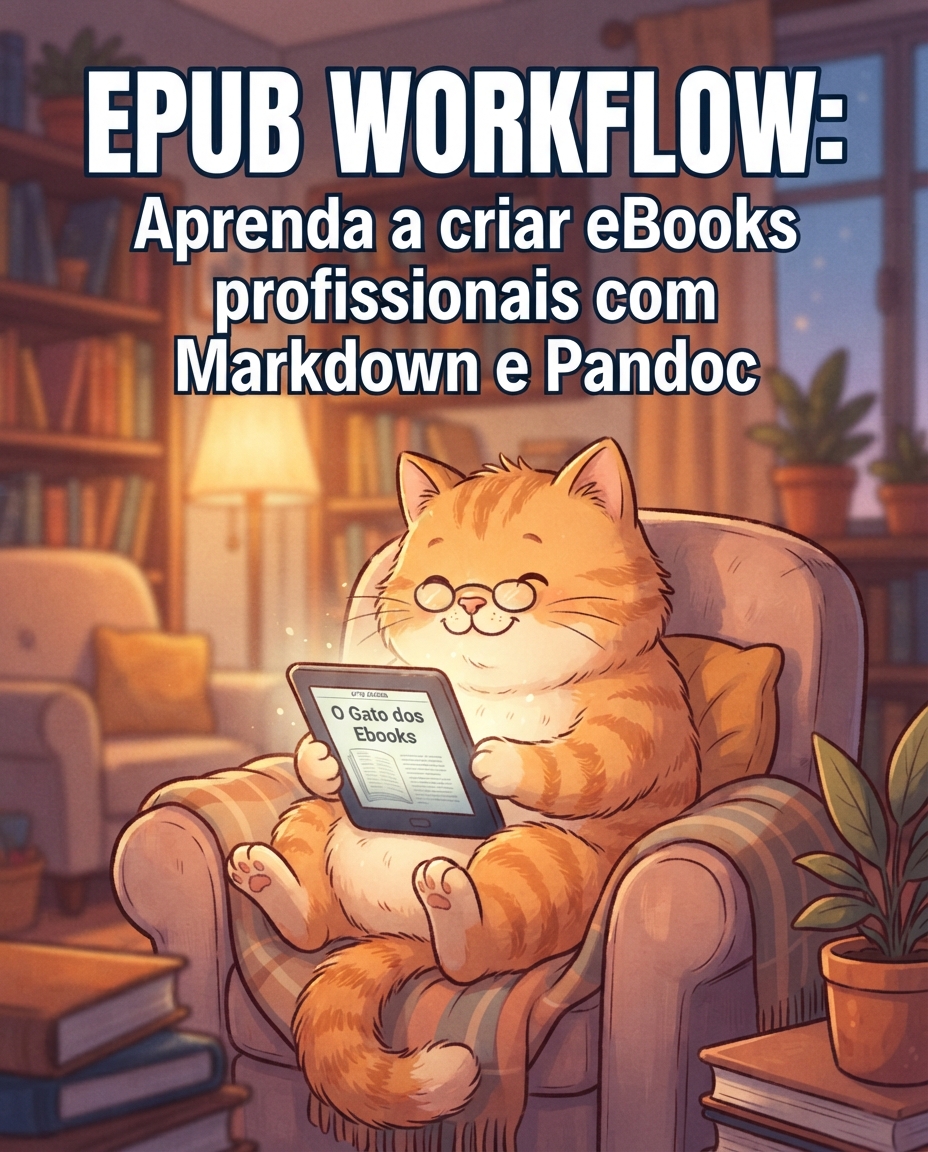 EPUB WORKFLOW:
Aprenda a criar eBooks
profissionais com
Markdown e Pandoc
O Gato dos
Ebooks